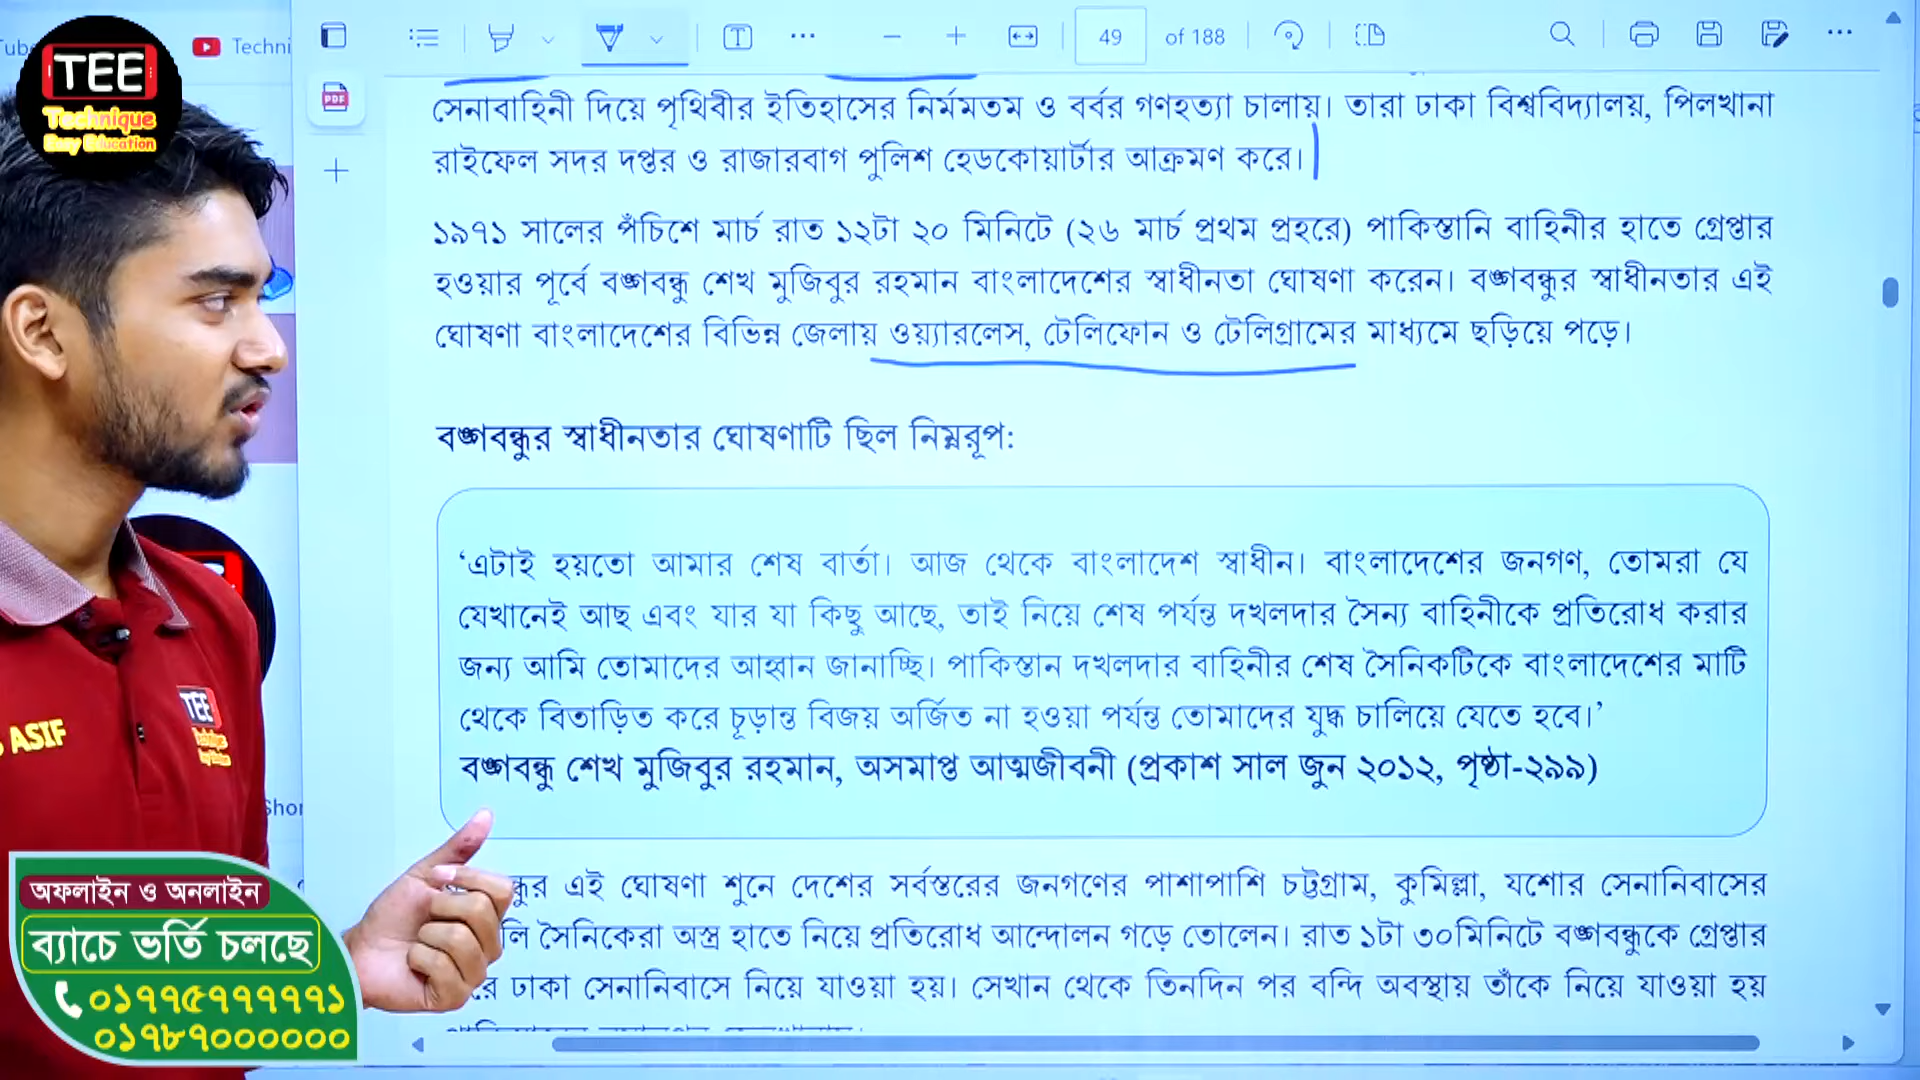 Techni
TEE
Technique
Easy Education
49 of 188
PDF
সেনাবাহিনী দিয়ে পৃথিবীর ইতিহাসের নির্মমতম ও বর্বর গণহত্যা চালায়। তারা ঢাকা বিশ্ববিদ্যালয়, পিলখানা
রাইফেল সদর দপ্তর ও রাজারবাগ পুলিশ হেডকোয়ার্টার আক্রমণ করে।
১৯৭১ সালের পঁচিশে মার্চ রাত ১২টা ২০ মিনিটে (২৬ মার্চ প্রথম প্রহরে) পাকিস্তানি বাহিনীর হাতে গ্রেপ্তার
হওয়ার পূর্বে বঙ্গবন্ধু শেখ মুজিবুর রহমান বাংলাদেশের স্বাধীনতা ঘোষণা করেন। বঙ্গবন্ধুর স্বাধীনতার এই
ঘোষণা বাংলাদেশের বিভিন্ন জেলায় ওয়্যারলেস, টেলিফোন ও টেলিগ্রামের মাধ্যমে ছড়িয়ে পড়ে।
বঙ্গবন্ধুর স্বাধীনতার ঘোষণাটি ছিল নিম্নরূপ:
‘এটাই হয়তো আমার শেষ বার্তা। আজ থেকে বাংলাদেশ স্বাধীন। বাংলাদেশের জনগণ, তোমরা যে
যেখানেই আছ এবং যার যা কিছু আছে, তাই নিয়ে শেষ পর্যন্ত দখলদার সৈন্য বাহিনীকে প্রতিরোধ করার
জন্য আমি তোমাদের আহ্বান জানাচ্ছি। পাকিস্তান দখলদার বাহিনীর শেষ সৈনিকটিকে বাংলাদেশের মাটি
থেকে বিতাড়িত করে চূড়ান্ত বিজয় অর্জিত না হওয়া পর্যন্ত তোমাদের যুদ্ধ চালিয়ে যেতে হবে।’
বঙ্গবন্ধু শেখ মুজিবুর রহমান, অসমাপ্ত আত্মজীবনী (প্রকাশ সাল জুন ২০১২, পৃষ্ঠা-২৯৯)
এই ঘোষণা শুনে দেশের সর্বস্তরের জনগণের পাশাপাশি চট্টগ্রাম, কুমিল্লা, যশোর সেনানিবাসের
সৈনিকেরা অস্ত্র হাতে নিয়ে প্রতিরোধ আন্দোলন গড়ে তোলেন। রাত ১টা ৩০মিনিটে বঙ্গবন্ধুকে গ্রেপ্তার
ঢাকা সেনানিবাসে নিয়ে যাওয়া হয়। সেখান থেকে তিনদিন পর বন্দি অবস্থায় তাঁকে নিয়ে যাওয়া হয়
ASIF
TEE
অফলাইন ও অনলাইন
ব্যাচে ভর্তি চলছে
০১৭৭৫৭৭৭৭৭১
০১৭৮৭০০০০০০